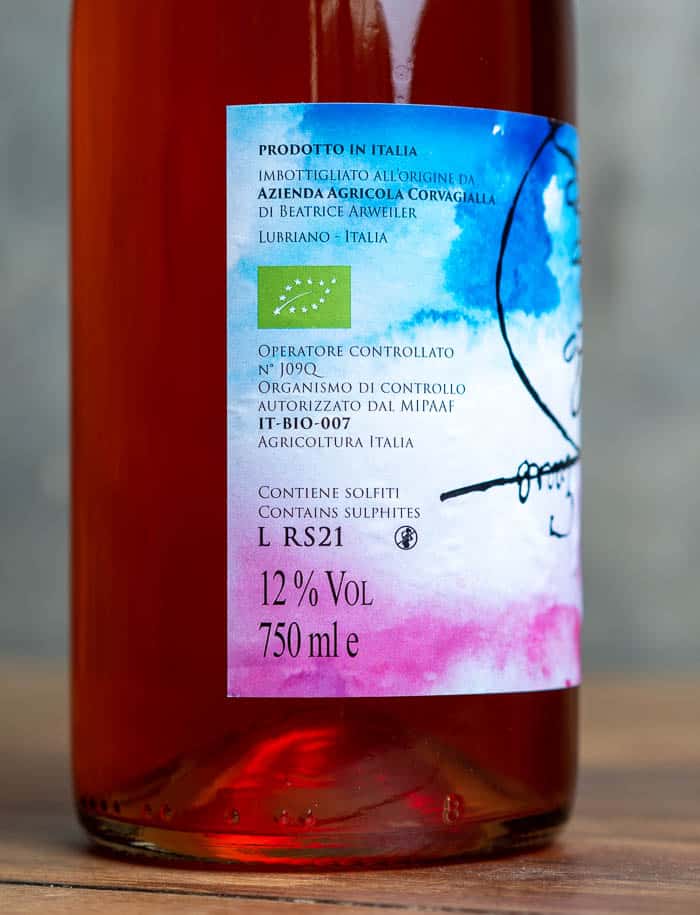 PRODOTTO IN ITALIA
IMBOTTIGLIATO ALL'ORIGINE DA
AZIENDA AGRICOLA CORVAGIALLA
DI BEATRICE ARWEILER
LUBRIANO - ITALIA
OPERATORE CONTROLLATO
N° J09Q
ORGANISMO DI CONTROLLO
AUTORIZZATO DAL MIPAAF
IT-BIO-007
AGRICOLTURA ITALIA
CONTIENE SOLFITI
CONTAINS SULPHITES
L RS21
12 % VOL
750 ml e